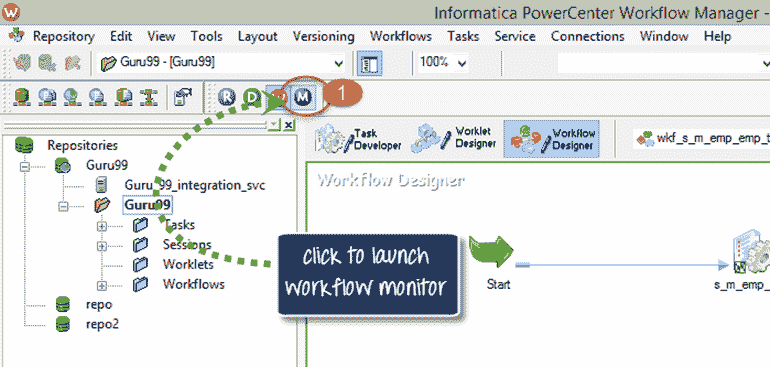 Informatica PowerCenter Workflow Manager -
Repository Edit View Tools Layout Versioning Workflows Tasks Service Connections Window Help
Guru99 - [Guru99] 100%
R D W M 1
Repositories
Guru99
Guru_99_integration_svc
Guru99
Tasks
Sessions
Worklets
Workflows
repo
repo2
Task
Developer
Worklet
Designer
Workflow
Designer
wkf_s_m_emp_emp_t
Workflow Designer
click to launch
workflow monitor
Start
s_m_emp_